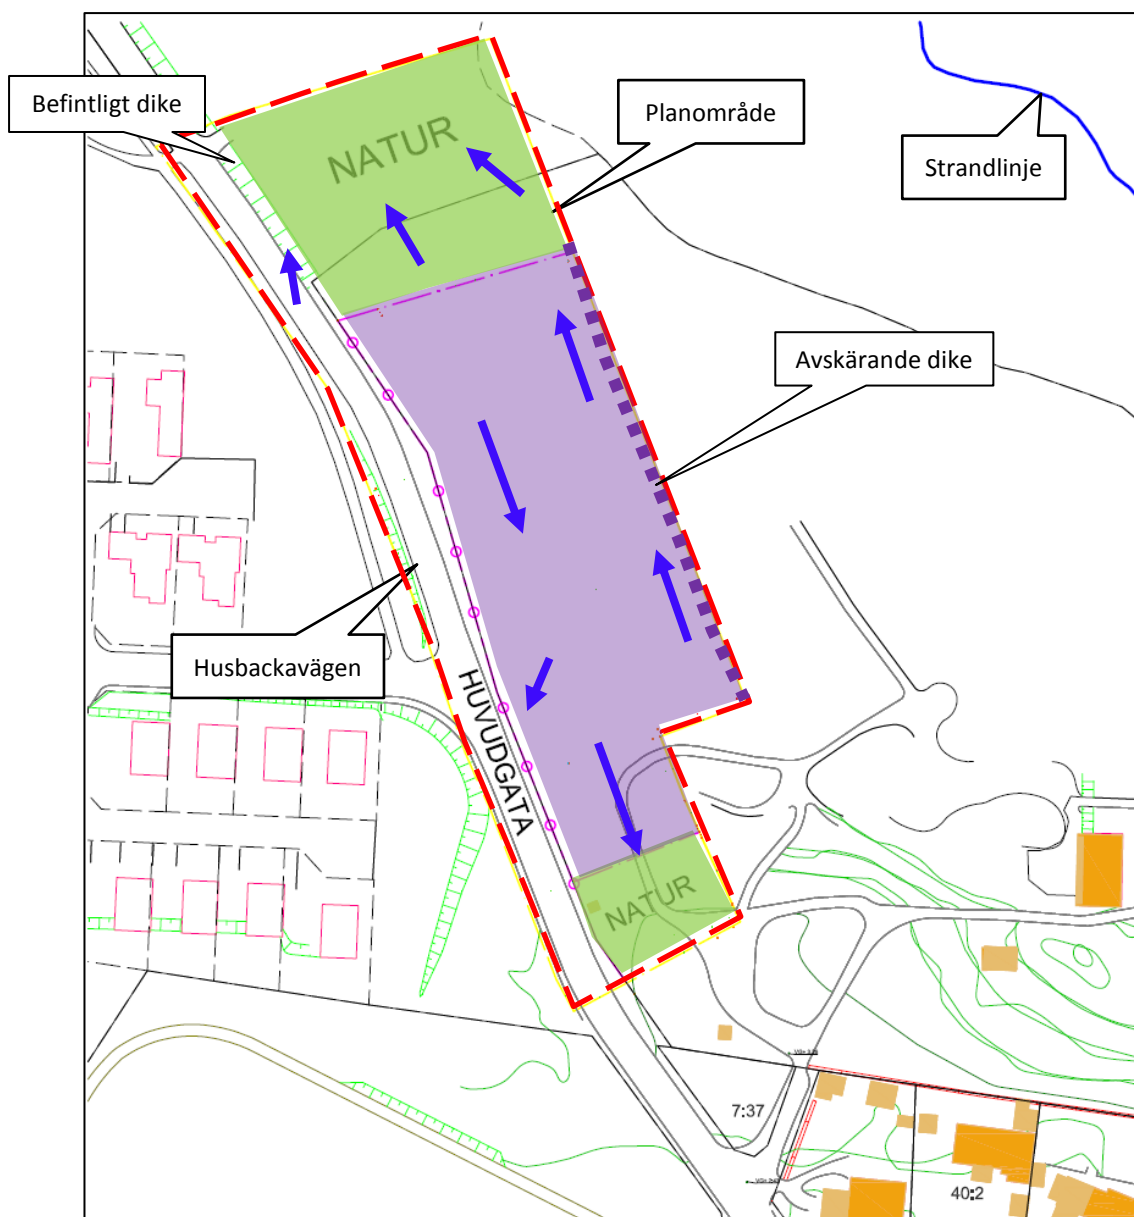 Befintligt dike
Planområde
Strandlinje
NATUR
Avskärande dike
Husbackavägen
HUVUDGATA
NATUR
7:37
40:2